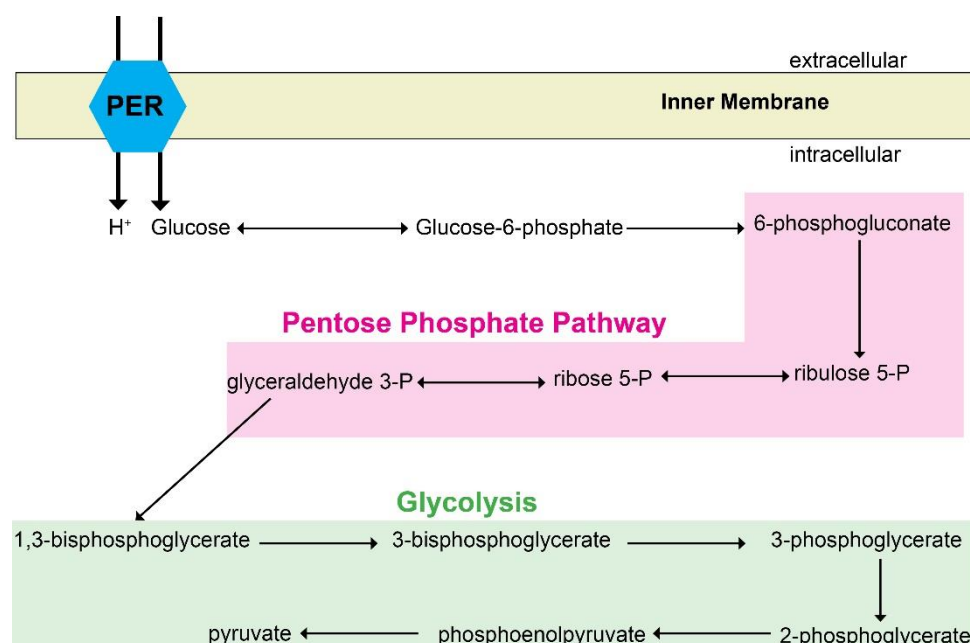 extracellular
PER
Inner Membrane
intracellular
H⁺ Glucose Glucose-6-phosphate 6-phosphogluconate
Pentose Phosphate Pathway
glyceraldehyde 3-P ribose 5-P ribulose 5-P
Glycolysis
1,3-bisphosphoglycerate 3-bisphosphoglycerate 3-phosphoglycerate
pyruvate phosphoenolpyruvate 2-phosphoglycerate